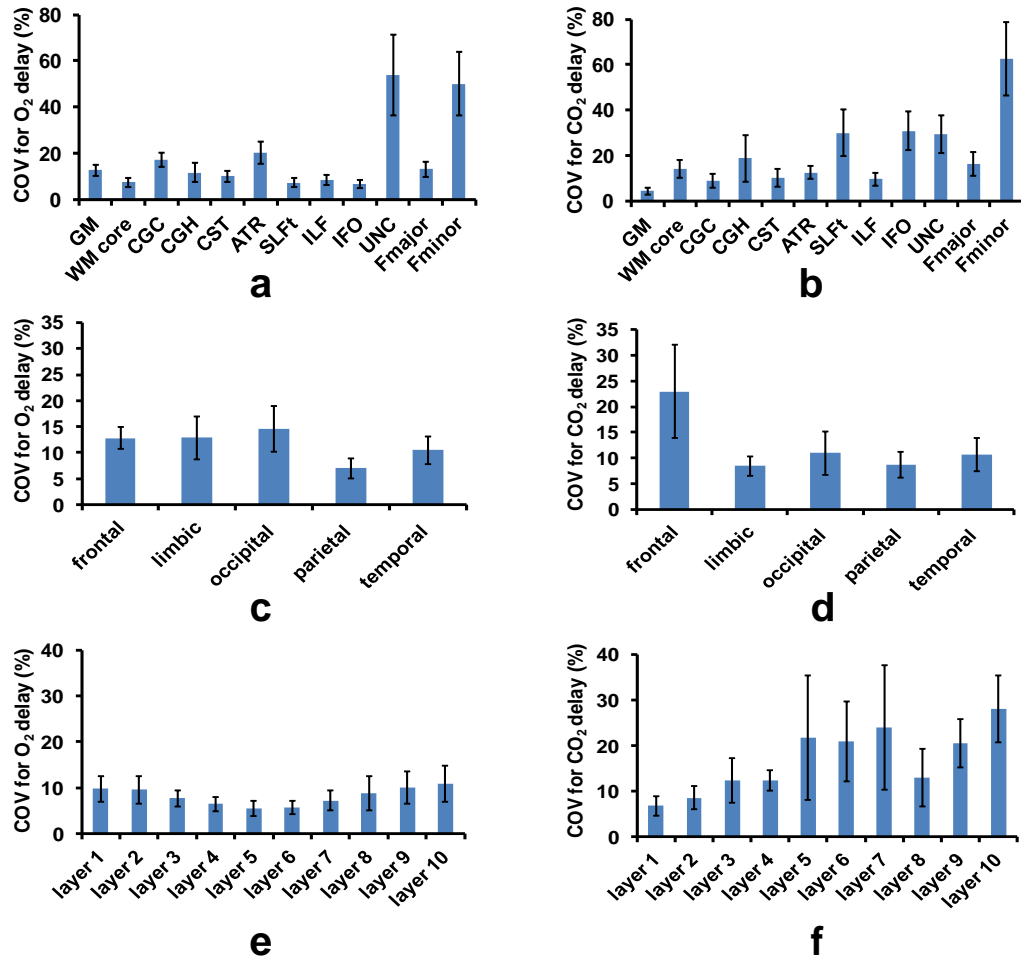 COV for O₂ delay (%)
80
60
40
20
0
GM
WM core
CGC
CGH
CST
ATR
SLFt
ILF
IFO
UNC
Fmajor
Fminor
a
COV for CO₂ delay (%)
80
60
40
20
0
GM
WM core
CGC
CGH
CST
ATR
SLFt
ILF
IFO
UNC
Fmajor
Fminor
b
COV for O₂ delay (%)
35
30
25
20
15
10
5
0
frontal
limbic
occipital
parietal
temporal
c
COV for CO₂ delay (%)
35
30
25
20
15
10
5
0
frontal
limbic
occipital
parietal
temporal
d
COV for O₂ delay (%)
40
30
20
10
0
layer 1
layer 2
layer 3
layer 4
layer 5
layer 6
layer 7
layer 8
layer 9
layer 10
e
COV for CO₂ delay (%)
40
30
20
10
0
layer 1
layer 2
layer 3
layer 4
layer 5
layer 6
layer 7
layer 8
layer 9
layer 10
f